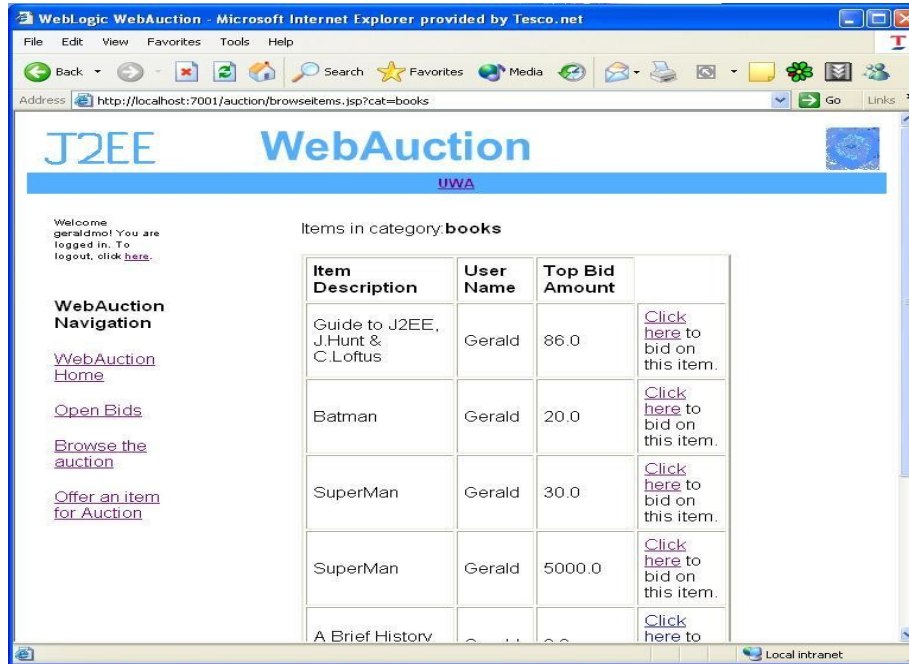 WebLogic WebAuction - Microsoft Internet Explorer provided by Tesco.net
File Edit View Favorites Tools Help
Back Search Favorites Media
Address http://localhost:7001/auction/browseitems.jsp?cat=books Go Links
J2EE WebAuction
UWA
Welcome
geraldmo! You are
logged in. To
logout, click here.
WebAuction
Navigation
WebAuction
Home
Open Bids
Browse the
auction
Offer an item
for Auction
Items in category:books
Item
Description
User
Name
Top Bid
Amount
Guide to J2EE,
J.Hunt &
C.Loftus
Gerald
86.0
Click
here to
bid on
this item.
Batman
Gerald
20.0
Click
here to
bid on
this item.
SuperMan
Gerald
30.0
Click
here to
bid on
this item.
SuperMan
Gerald
5000.0
Click
here to
bid on
this item.
A Brief History
Click
here to
Local intranet